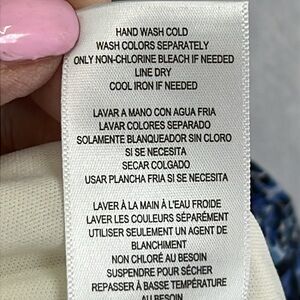 HAND WASH COLD
WASH COLORS SEPARATELY
ONLY NON-CHLORINE BLEACH IF NEEDED
LINE DRY
COOL IRON IF NEEDED
LAVAR A MANO CON AGUA FRIA
LAVAR COLORES SEPARADO
SOLAMENTE BLANQUEADOR SIN CLORO
SI SE NECESITA
SECAR COLGADO
USAR PLANCHA FRIA SI SE NECESITA
LAVER À LA MAIN À L'EAU FROIDE
LAVER LES COULEURS SÉPARÉMENT
UTILISER SEULEMENT UN AGENT DE
BLANCHIMENT
NON CHLORÉ AU BESOIN
SUSPENDRE POUR SÉCHER
REPASSER À BASSE TEMPÉRATURE
AU BESOIN